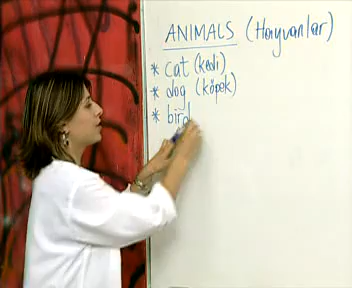 ANIMALS (Hayvanlar)
* cat (kedi)
* dog (köpek)
* bird